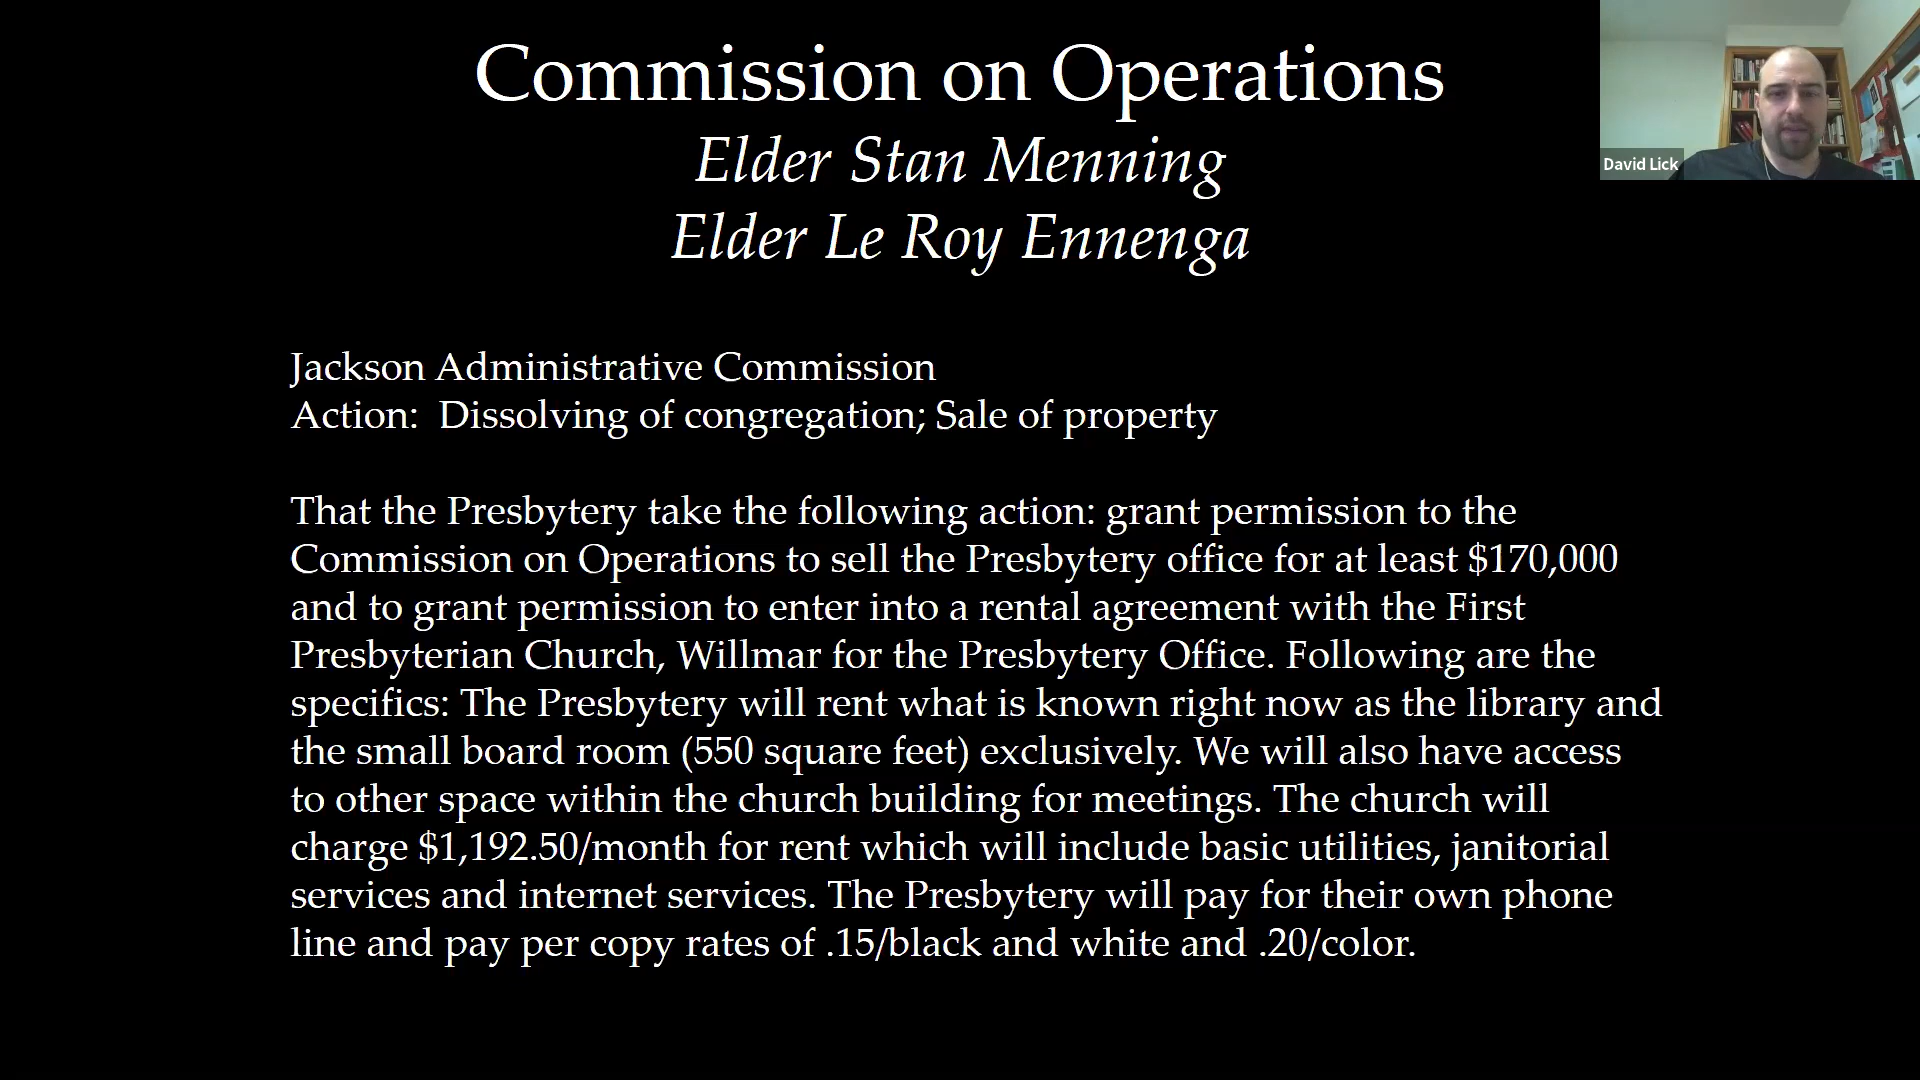 Commission on Operations
Elder Stan Menning
Elder Le Roy Ennenga
David Lick
Jackson Administrative Commission
Action:  Dissolving of congregation; Sale of property
That the Presbytery take the following action: grant permission to the
Commission on Operations to sell the Presbytery office for at least $170,000
and to grant permission to enter into a rental agreement with the First
Presbyterian Church, Willmar for the Presbytery Office. Following are the
specifics: The Presbytery will rent what is known right now as the library and
the small board room (550 square feet) exclusively. We will also have access
to other space within the church building for meetings. The church will
charge $1,192.50/month for rent which will include basic utilities, janitorial
services and internet services. The Presbytery will pay for their own phone
line and pay per copy rates of .15/black and white and .20/color.